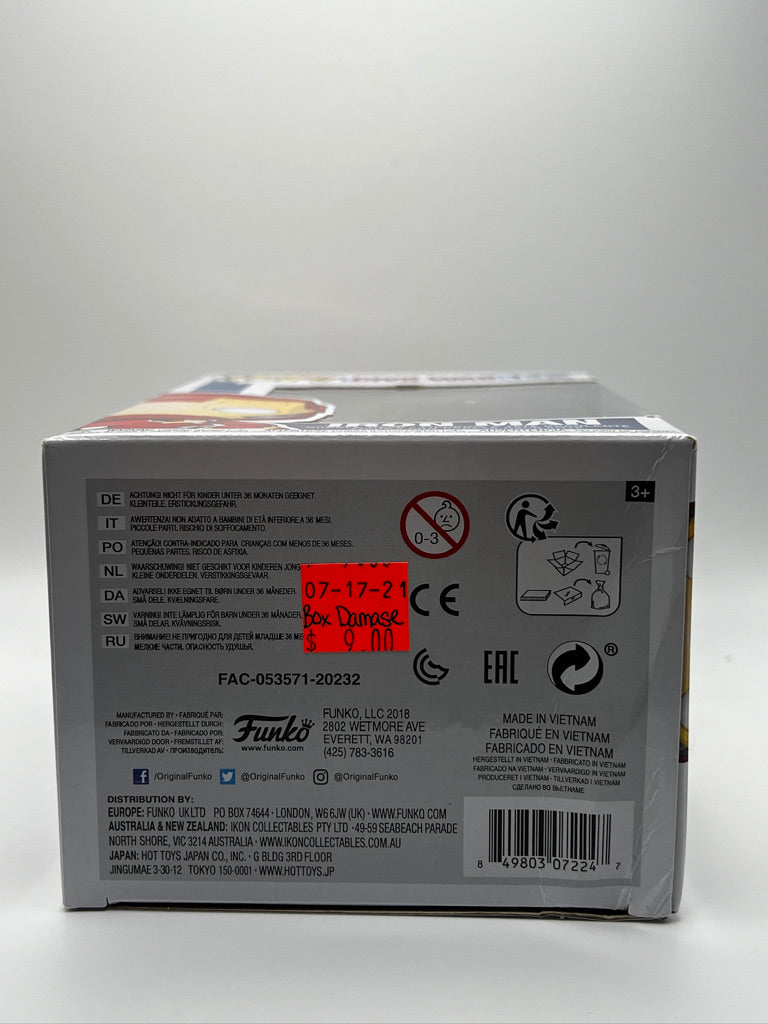 IRON MAN
3+
DE ACHTUNG! NICHT FÜR KINDER UNTER 36 MONATEN GEEIGNET.
KLEINTEILE. ERSTICKUNGSGEFAHR.
IT AVVERTENZA! NON ADATTO A BAMBINI DI ETÀ INFERIORE A 36 MESI.
PICCOLE PARTI. RISCHIO DI SOFFOCAMENTO.
PO ATENÇÃO! CONTRA-INDICADO PARA CRIANÇAS COM MENOS DE 36 MESES.
PEQUENAS PARTES. RISCO DE ASFIXIA.
NL WAARSCHUWING! NIET GESCHIKT VOOR KINDEREN JONG
KLEINE ONDERDELEN. VERSTIKKINGSGEVAAR.
DA ADVARSEL! IKKE EGNET TIL BØRN UNDER 36 MÅNEDER.
SMÅ DELE. KVÆLNINGSFARE.
SW VARNING! INTE LÄMPLIG FÖR BARN UNDER 36 MÅNADER.
SMÅ DELAR. KVÄVNINGSRISK.
RU ВНИМАНИЕ! НЕ ПРИГОДНО ДЛЯ ДЕТЕЙ МЛАДШЕ 36 МЕ
МЕЛКИЕ ЧАСТИ. ОПАСНОСТЬ УДУШЬЯ.
0-3
07-17-21
Box Damage
$ 9.00
CE
EAC
®
FAC-053571-20232
MANUFACTURED BY • FABRIQUÉ PAR:
FABRICADO POR • HERGESTELLT DURCH:
FABBRICATO DA • FABRICADO POR:
VERVAARDIGD DOOR • FREMSTILLET AF:
TILLVERKAD AV • ПРОИЗВОДИТЕЛЬ:
Funko
www.funko.com
FUNKO, LLC 2018
2802 WETMORE AVE
EVERETT, WA 98201
(425) 783-3616
MADE IN VIETNAM
FABRIQUÉ EN VIETNAM
FABRICADO EN VIETNAM
HERGESTELLT IN VIETNAM • FABBRICATO IN VIETNAM
FABRICADO NA VIETNAM • VERVAARDIGD IN VIETNAM
PRODUCERET I VIETNAM • TILLVERKAD I VIETNAM
СДЕЛАНО ВО ВЬЕТНАМЕ
/OriginalFunko @OriginalFunko @OriginalFunko
DISTRIBUTION BY:
EUROPE: FUNKO UK LTD PO BOX 74644 • LONDON, W6 6JW (UK) • WWW.FUNKO.COM
AUSTRALIA & NEW ZEALAND: IKON COLLECTABLES PTY LTD • 49-59 SEABEACH PARADE
NORTH SHORE, VIC 3214 AUSTRALIA • WWW.IKONCOLLECTABLES.COM.AU
JAPAN: HOT TOYS JAPAN CO., INC. • G BLDG 3RD FLOOR
JINGUMAE 3-30-12 TOKYO 150-0001 • WWW.HOTTOYS.JP
8 49803 07224 7